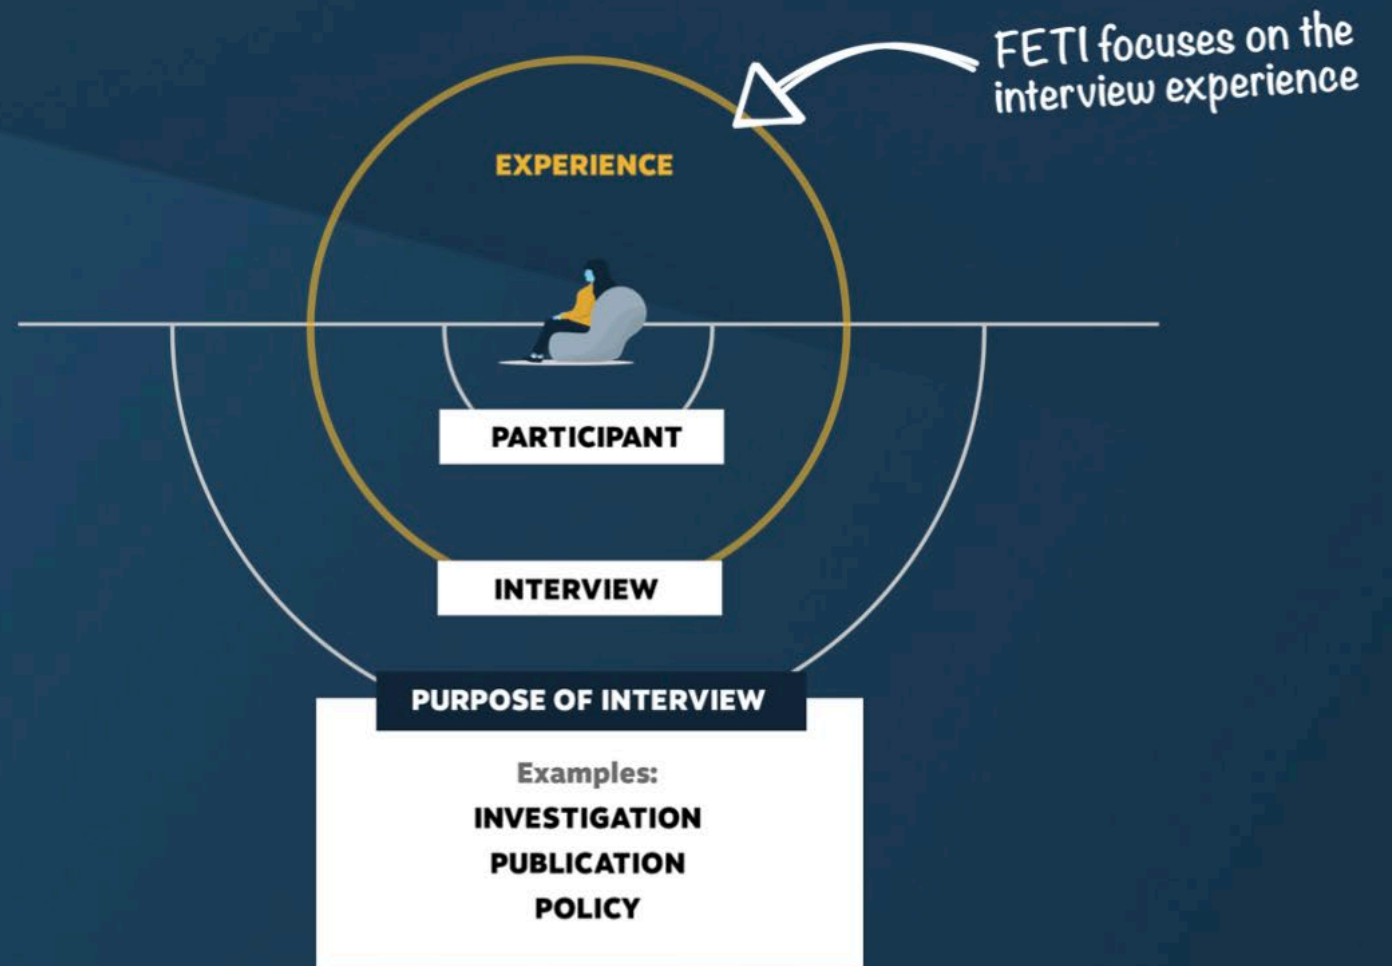 FETI focuses on the
interview experience
EXPERIENCE
PARTICIPANT
INTERVIEW
PURPOSE OF INTERVIEW
Examples:
INVESTIGATION
PUBLICATION
POLICY